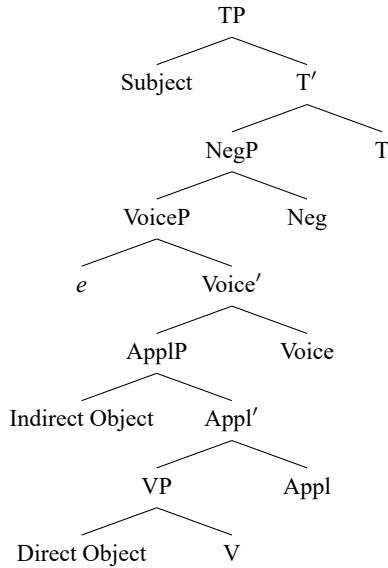 TP
Subject T′
NegP T
VoiceP Neg
e Voice′
ApplP Voice
Indirect Object Appl′
VP Appl
Direct Object V